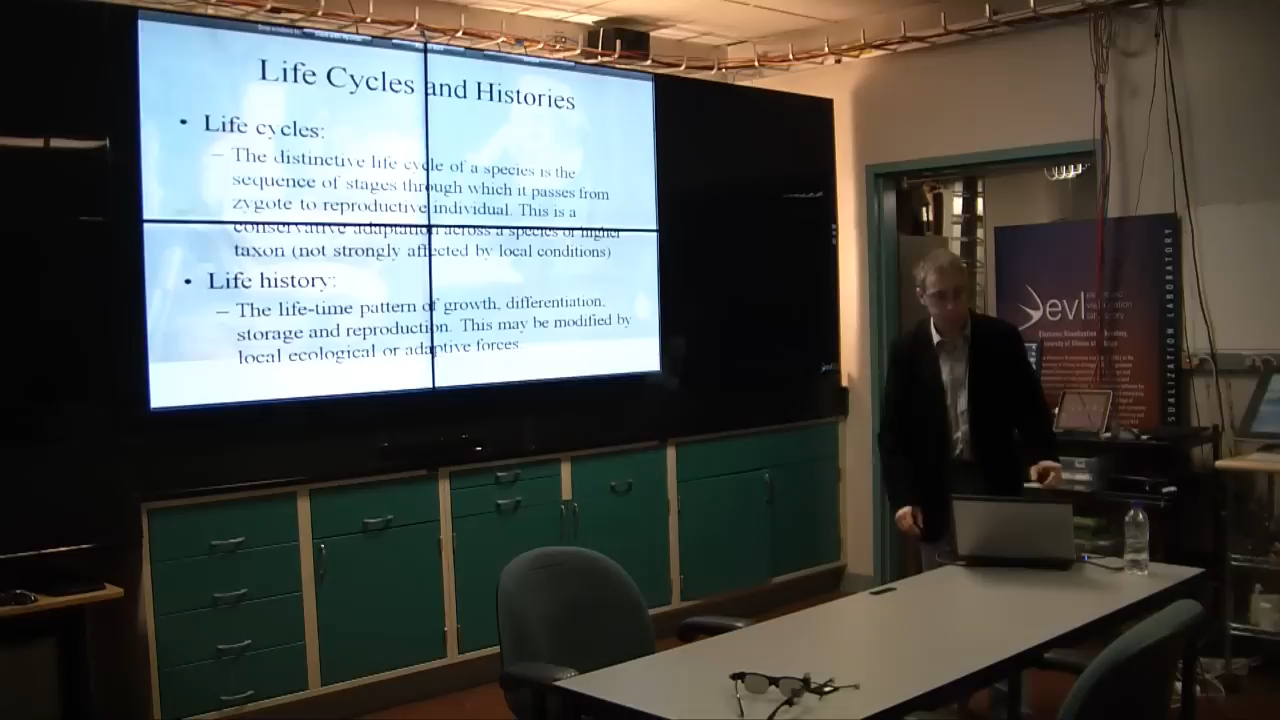 Life Cycles and Histories
• Life cycles:
– The distinctive life cycle of a species is the
sequence of stages through which it passes from
zygote to reproductive individual. This is a
conservative adaptation across a species or higher
taxon (not strongly affected by local conditions)
• Life history:
– The life-time pattern of growth, differentiation,
storage and reproduction. This may be modified by
local ecological or adaptive forces
evl
SUALIZATION LABORATORY